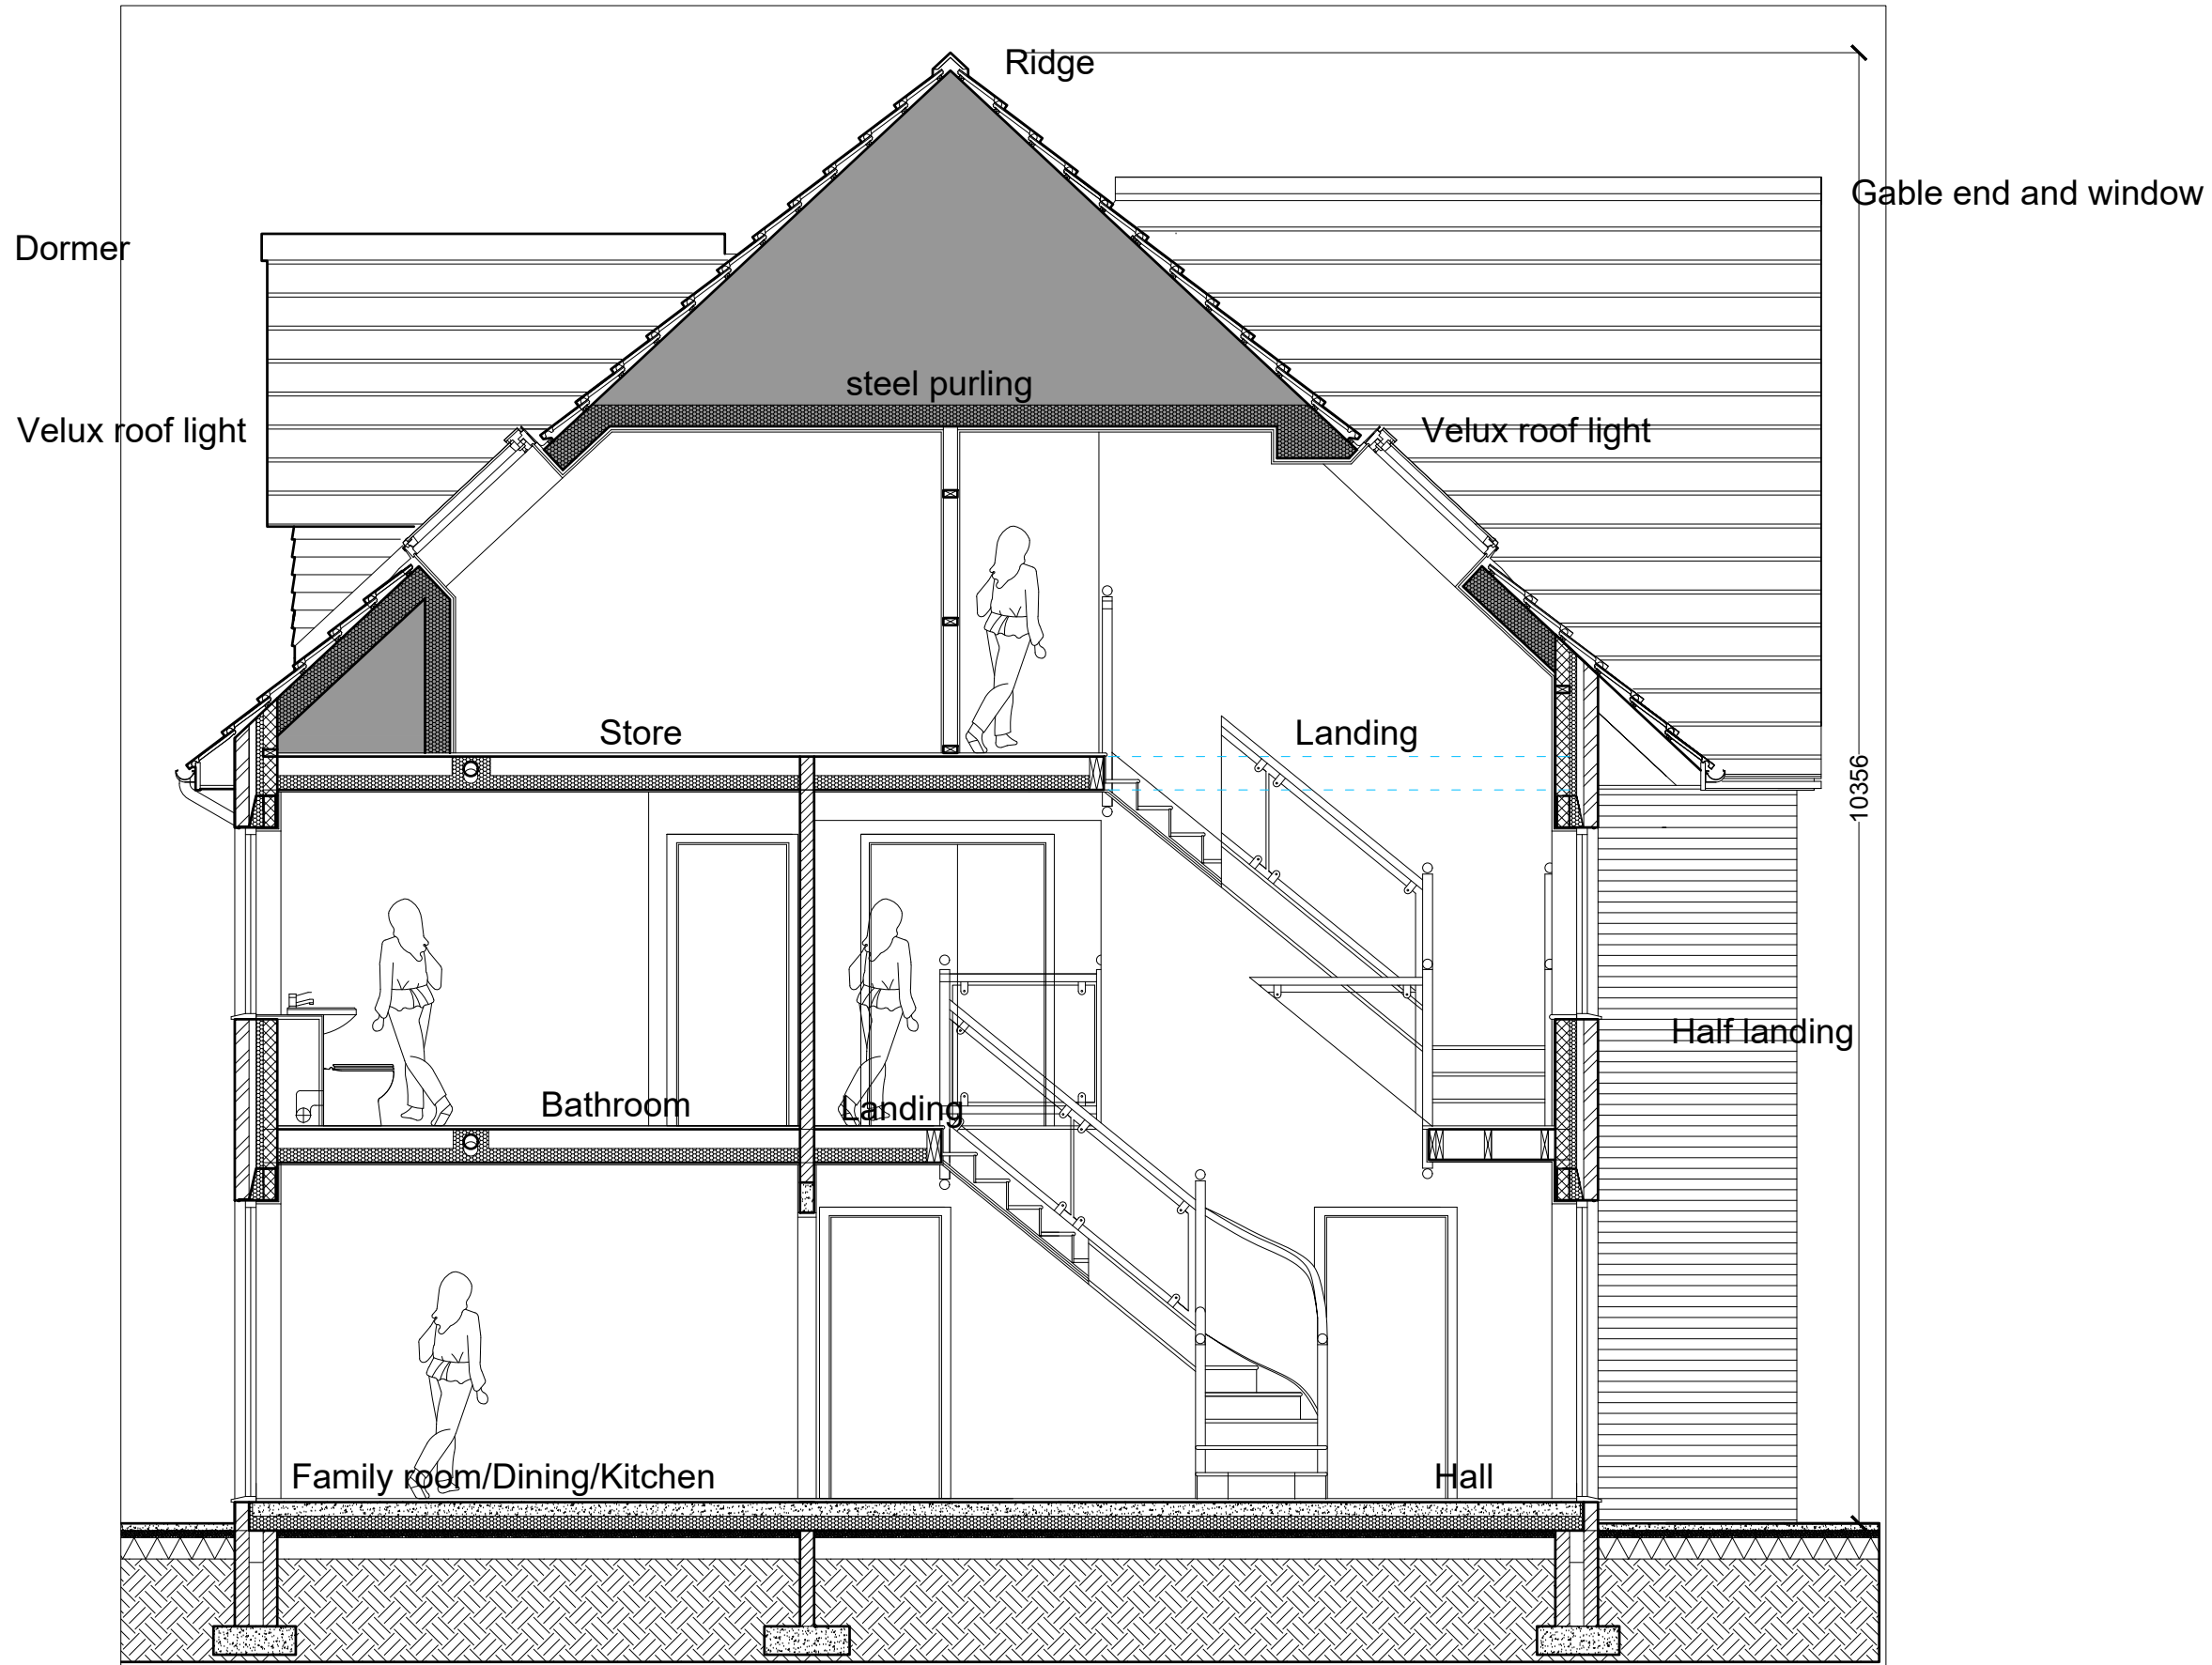 Ridge
Gable end and window
Dormer
steel purling
Velux roof light
Velux roof light
Store
Landing
10356
Half landing
Bathroom
Landing
Family room/Dining/Kitchen
Hall